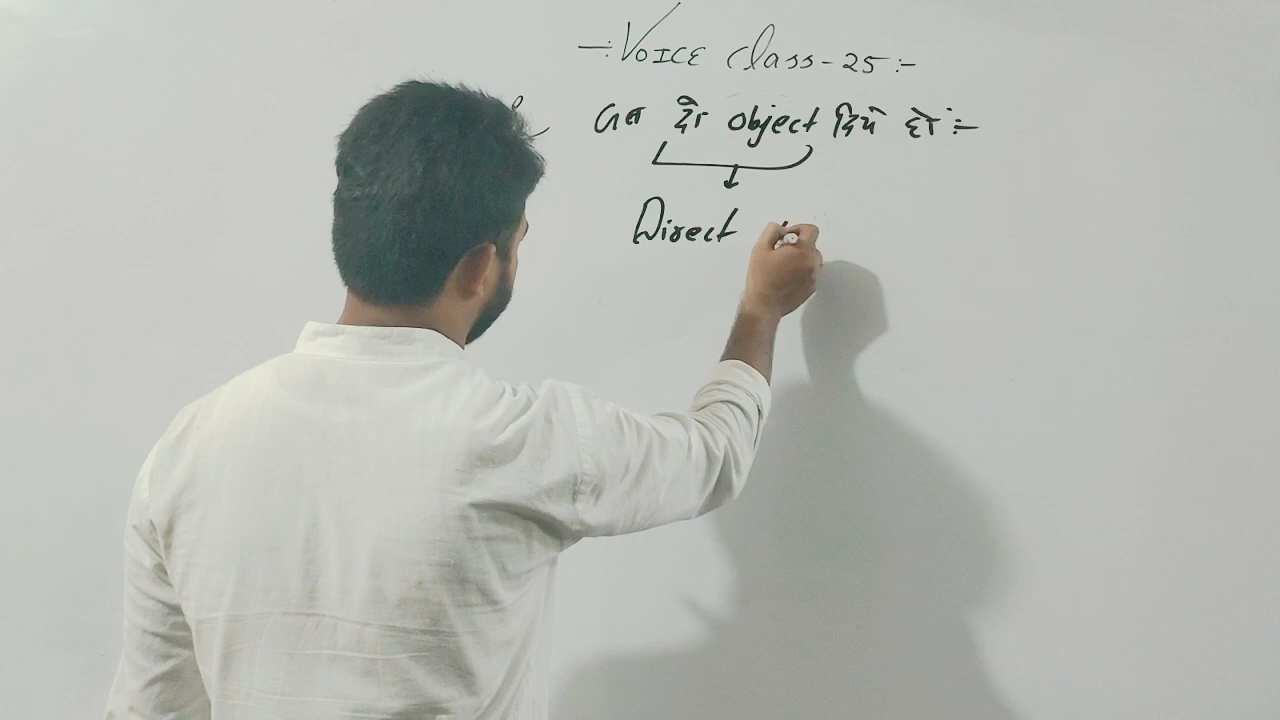 -: VOICE Class-25 :-
जब दो object दिये हो :-
Direct